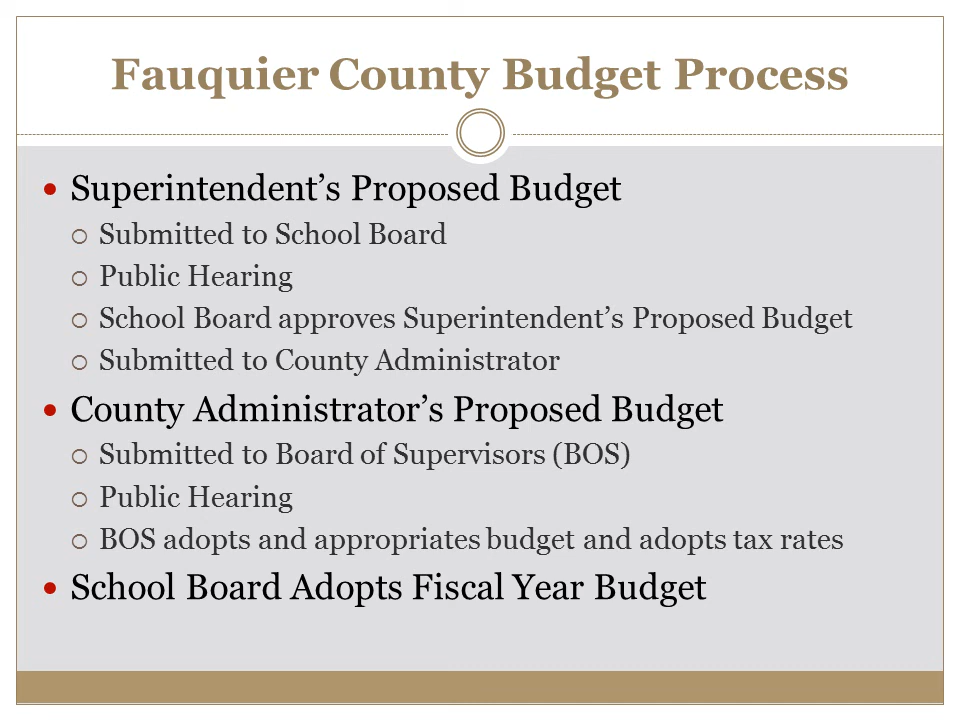 Fauquier County Budget Process
• Superintendent’s Proposed Budget
○ Submitted to School Board
○ Public Hearing
○ School Board approves Superintendent’s Proposed Budget
○ Submitted to County Administrator
• County Administrator’s Proposed Budget
○ Submitted to Board of Supervisors (BOS)
○ Public Hearing
○ BOS adopts and appropriates budget and adopts tax rates
• School Board Adopts Fiscal Year Budget